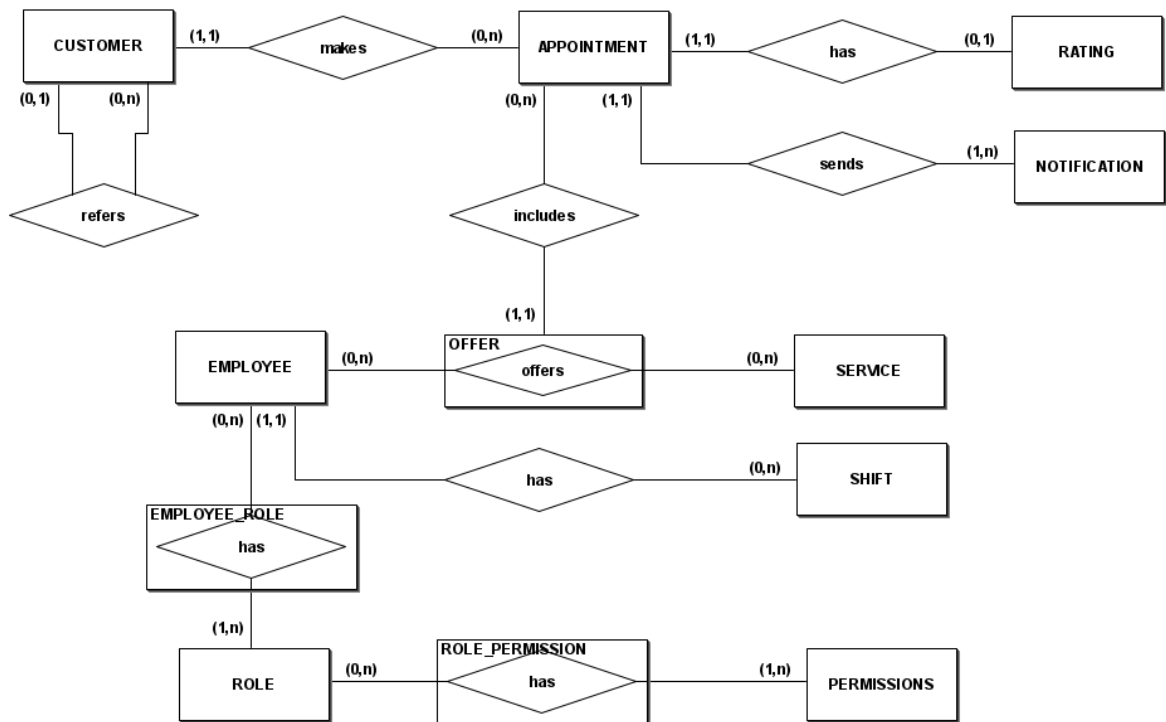 CUSTOMER
(1,1)
makes
(0,n)
APPOINTMENT
(1,1)
has
(0,1)
RATING
(0,1)
(0,n)
(0,n)
(1,1)
refers
includes
sends
(1,n)
NOTIFICATION
(1,1)
EMPLOYEE
(0,n)
OFFER
offers
(0,n)
SERVICE
(0,n)
(1,1)
has
(0,n)
SHIFT
EMPLOYEE_ROLE
has
(1,n)
ROLE
(0,n)
ROLE_PERMISSION
has
(1,n)
PERMISSIONS